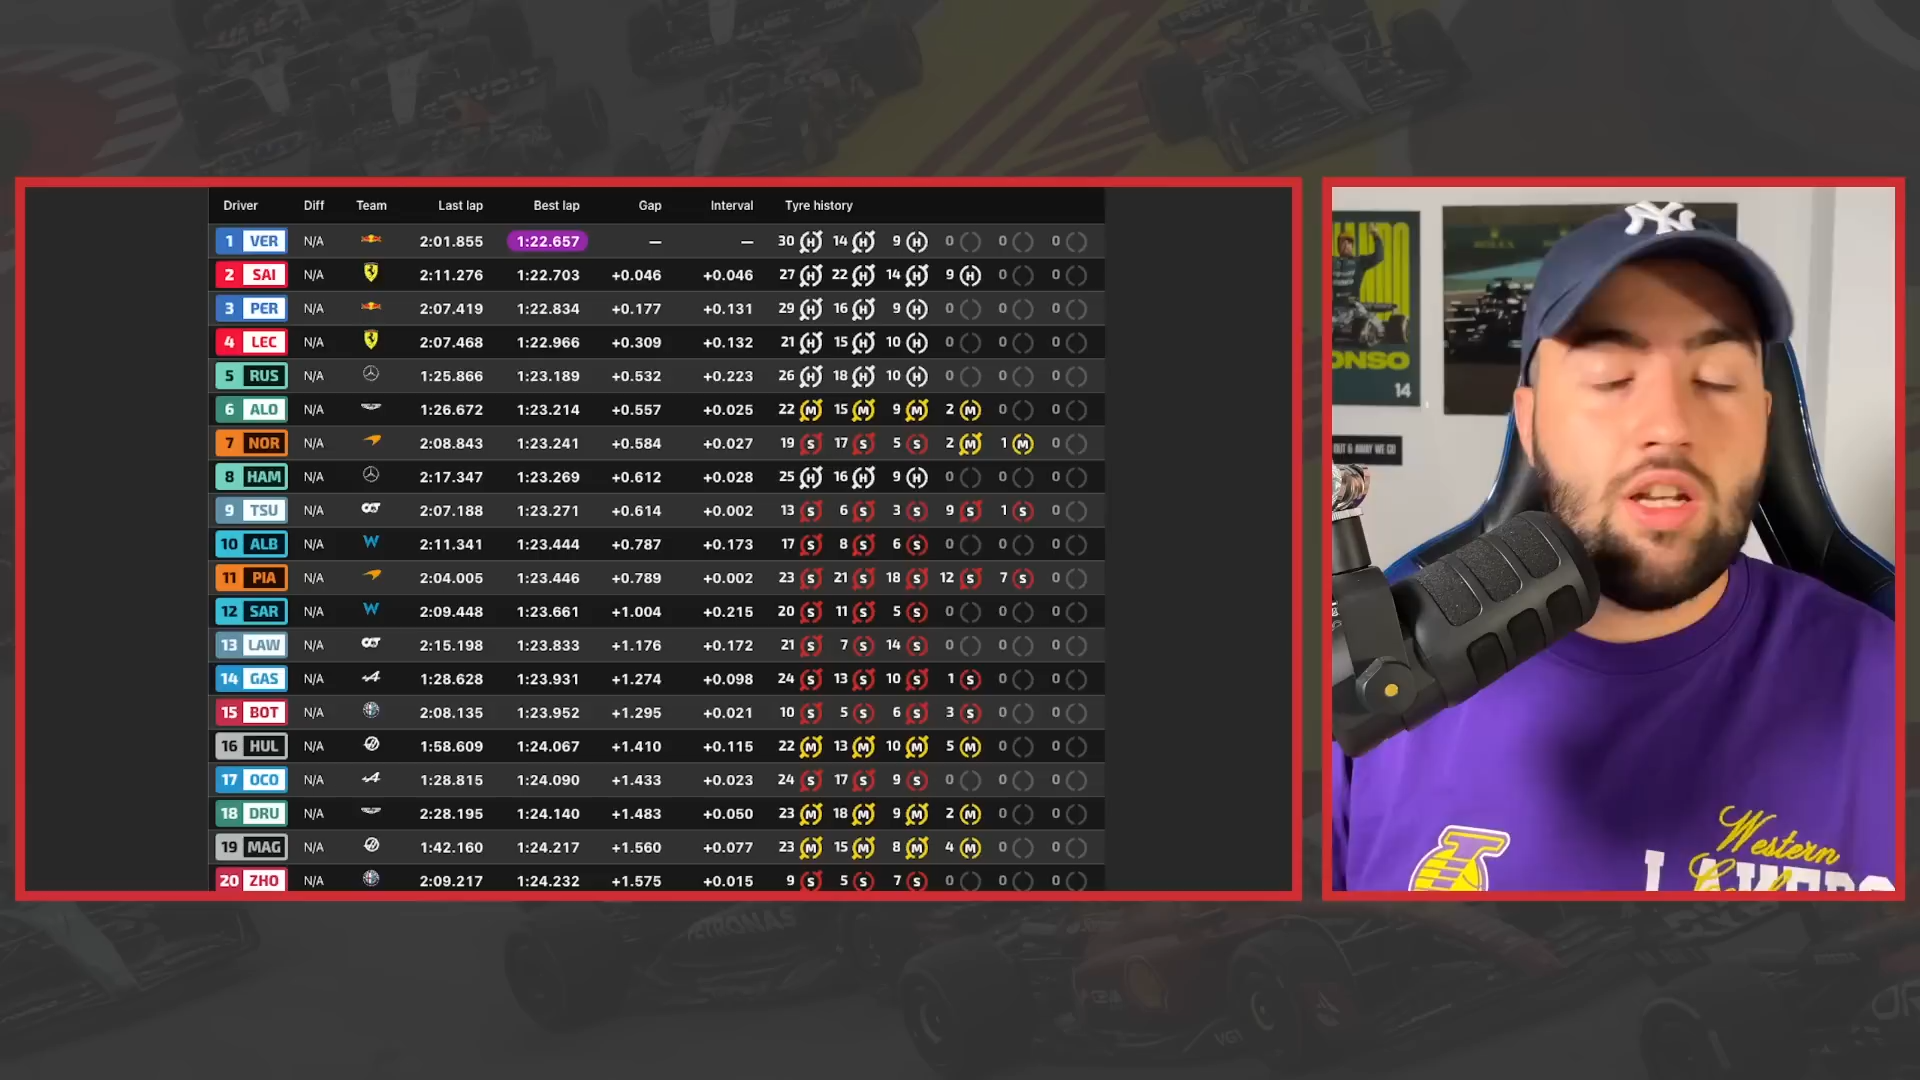 Driver Diff Team Last lap Best lap Gap Interval Tyre history
1 VER N/A 2:01.855 1:22.657 — — 30 H 14 H 9 H 0 0 0
2 SAI N/A 2:11.276 1:22.703 +0.046 +0.046 27 H 22 H 14 H 9 H 0 0
3 PER N/A 2:07.419 1:22.834 +0.177 +0.131 29 H 16 H 9 H 0 0 0
4 LEC N/A 2:07.468 1:22.966 +0.309 +0.132 21 H 15 H 10 H 0 0 0
5 RUS N/A 1:25.866 1:23.189 +0.532 +0.223 26 H 18 H 10 H 0 0 0
6 ALO N/A 1:26.672 1:23.214 +0.557 +0.025 22 M 15 M 9 M 2 M 0 0
7 NOR N/A 2:08.843 1:23.241 +0.584 +0.027 19 S 17 S 5 S 2 M 1 M 0
8 HAM N/A 2:17.347 1:23.269 +0.612 +0.028 25 H 16 H 9 H 0 0 0
9 TSU N/A 2:07.188 1:23.271 +0.614 +0.002 13 S 6 S 3 S 9 S 1 S 0
10 ALB N/A W 2:11.341 1:23.444 +0.787 +0.173 17 S 8 S 6 S 0 0 0
11 PIA N/A 2:04.005 1:23.446 +0.789 +0.002 23 S 21 S 18 S 12 S 7 S 0
12 SAR N/A W 2:09.448 1:23.661 +1.004 +0.215 20 S 11 S 5 S 0 0 0
13 LAW N/A 2:15.198 1:23.833 +1.176 +0.172 21 S 7 S 14 S 0 0 0
14 GAS N/A 1:28.628 1:23.931 +1.274 +0.098 24 S 13 S 10 S 1 S 0 0
15 BOT N/A 2:08.135 1:23.952 +1.295 +0.021 10 S 5 S 6 S 3 S 0 0
16 HUL N/A 1:58.609 1:24.067 +1.410 +0.115 22 M 13 M 10 M 5 M 0 0
17 OCO N/A 1:28.815 1:24.090 +1.433 +0.023 24 S 17 S 9 S 0 0 0
18 DRU N/A 2:28.195 1:24.140 +1.483 +0.050 23 M 18 M 9 M 2 M 0 0
19 MAG N/A 1:42.160 1:24.217 +1.560 +0.077 23 M 15 M 8 M 4 M 0 0
20 ZHO N/A 2:09.217 1:24.232 +1.575 +0.015 9 S 5 S 7 S 0 0 0
NY
ROLEX
ONSO
14
OUT & AWAY WE GO
Western
LAKERS
PETRONAS